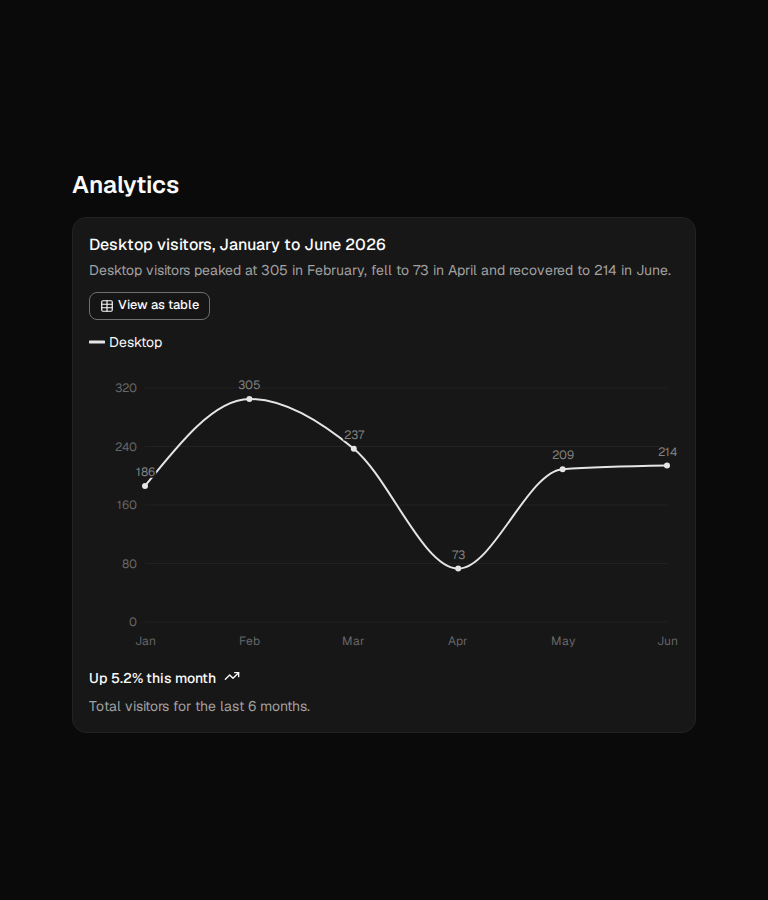 Analytics
Desktop visitors, January to June 2026
Desktop visitors peaked at 305 in February, fell to 73 in April and recovered to 214 in June.
View as table
Desktop
320
305
240
237
186
209
214
160
80
73
0
Jan Feb Mar Apr May Jun
Up 5.2% this month
Total visitors for the last 6 months.